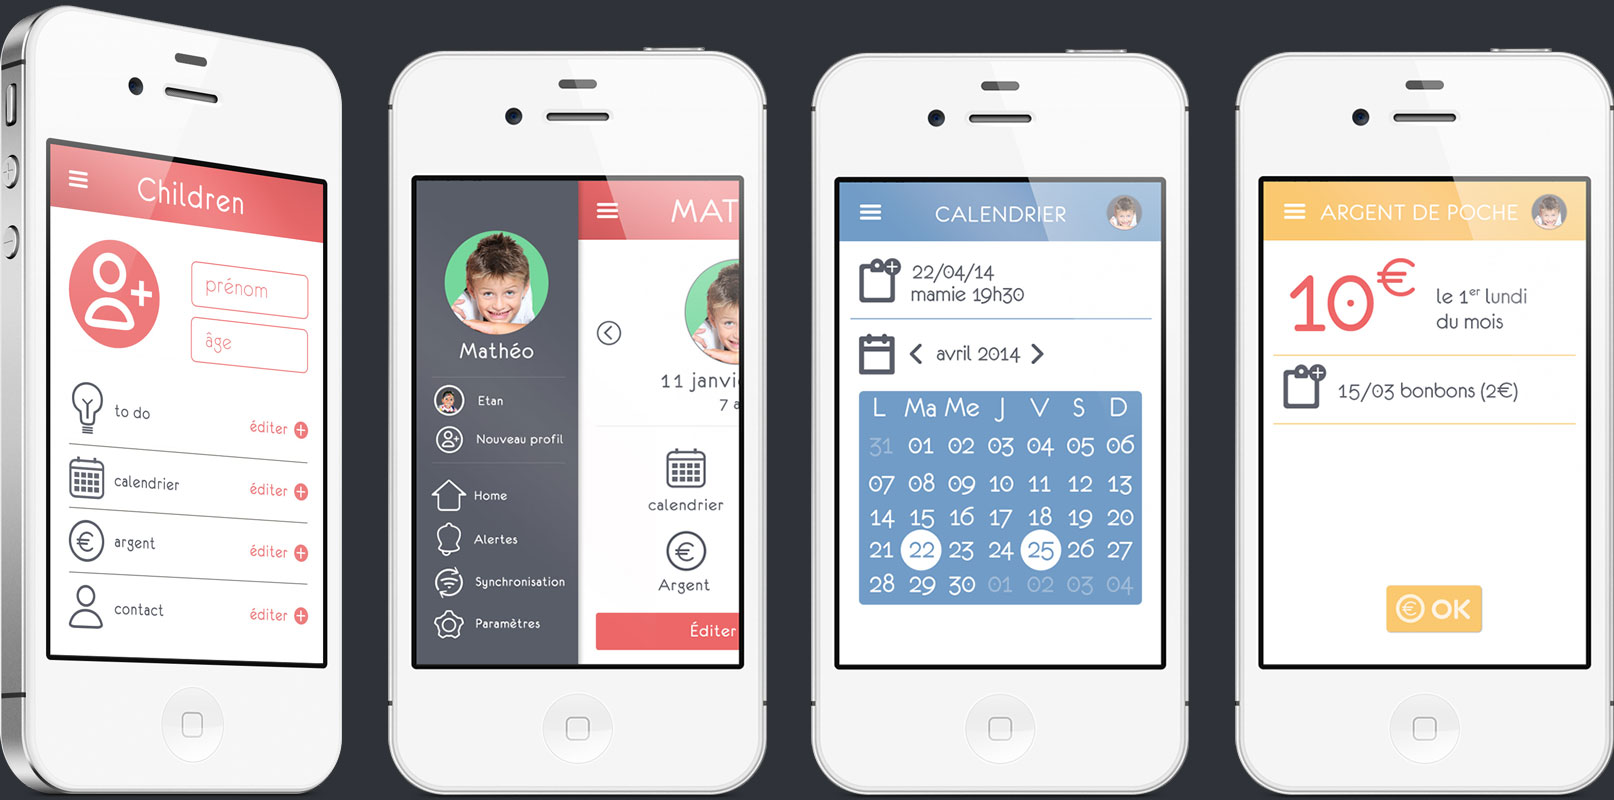 Children
prénom
âge
to do
éditer
calendrier
éditer
argent
éditer
contact
éditer
Mathéo
Etan
Nouveau profil
Home
Alertes
Synchronisation
Paramètres
MAT
11 janvi
7 a
calendrier
Argent
Éditer
CALENDRIER
22/04/14
mamie 19h30
avril 2014
L Ma Me J V S D
31 01 02 03 04 05 06
07 08 09 10 11 12 13
14 15 16 17 18 19 20
21 22 23 24 25 26 27
28 29 30 01 02 03 04
ARGENT DE POCHE
10€
le 1er lundi
du mois
15/03 bonbons (2€)
€ OK